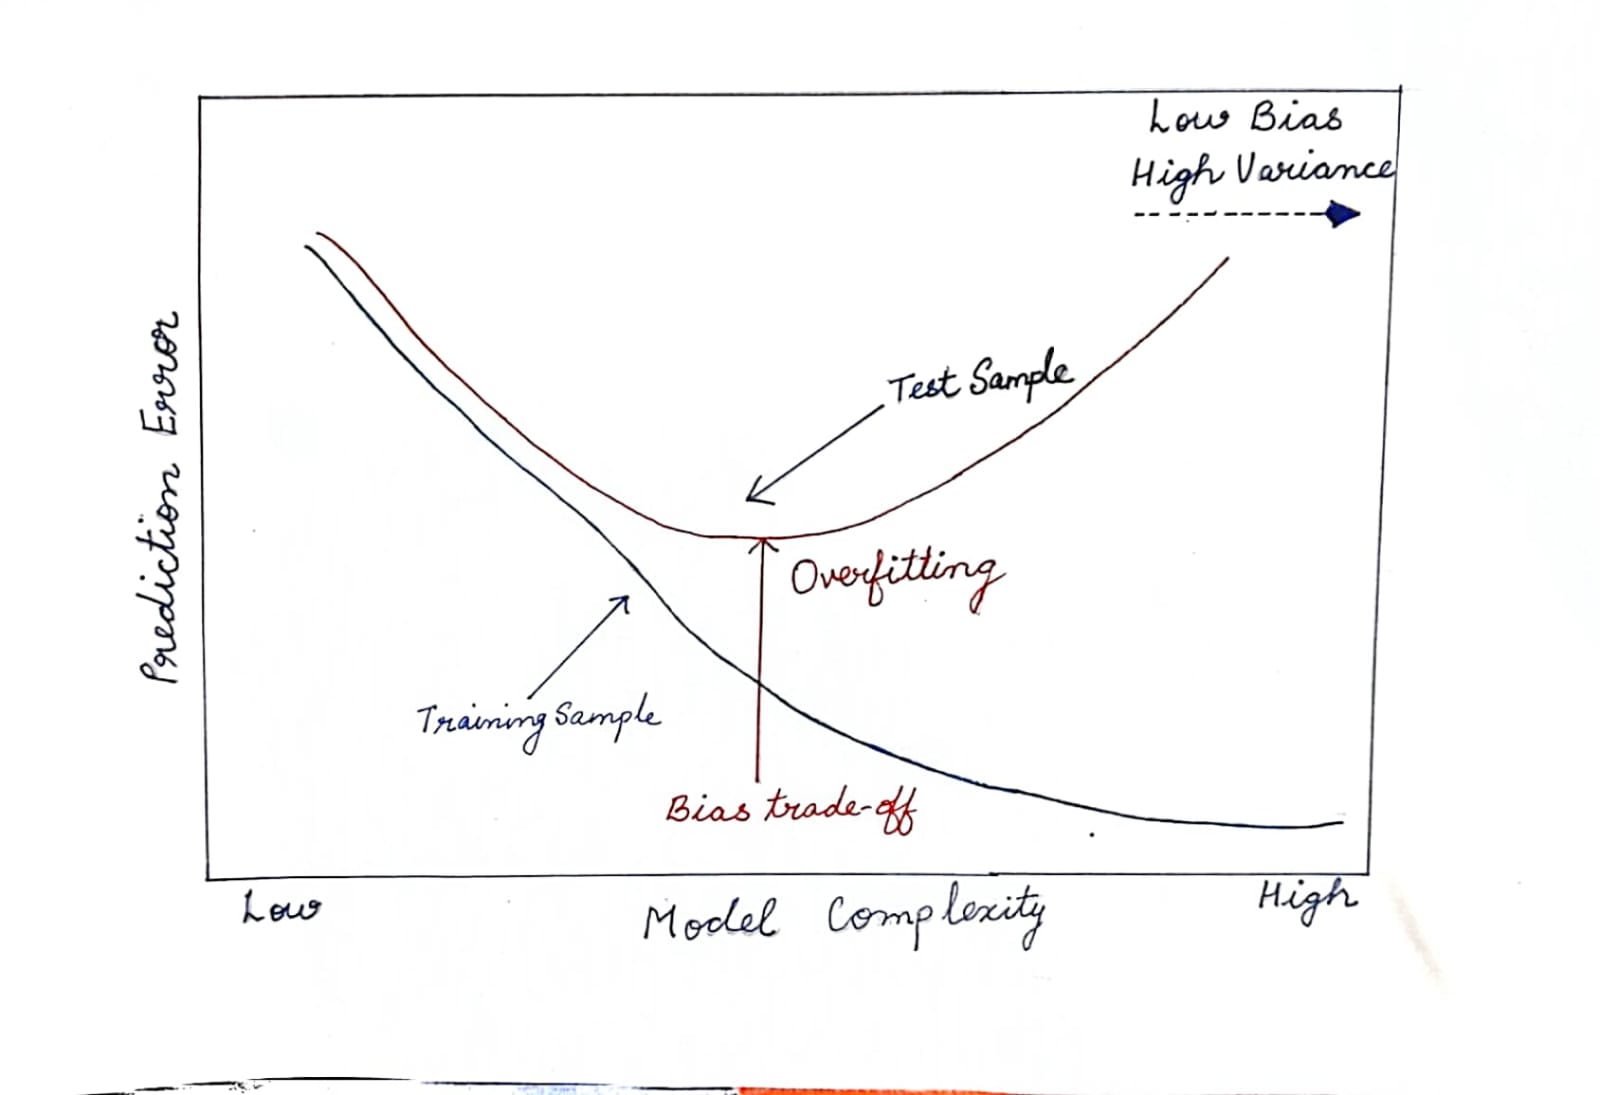 Low Bias
High Variance
Prediction Error
Test Sample
Overfitting
Training Sample
Bias trade-off
Low
Model Complexity
High